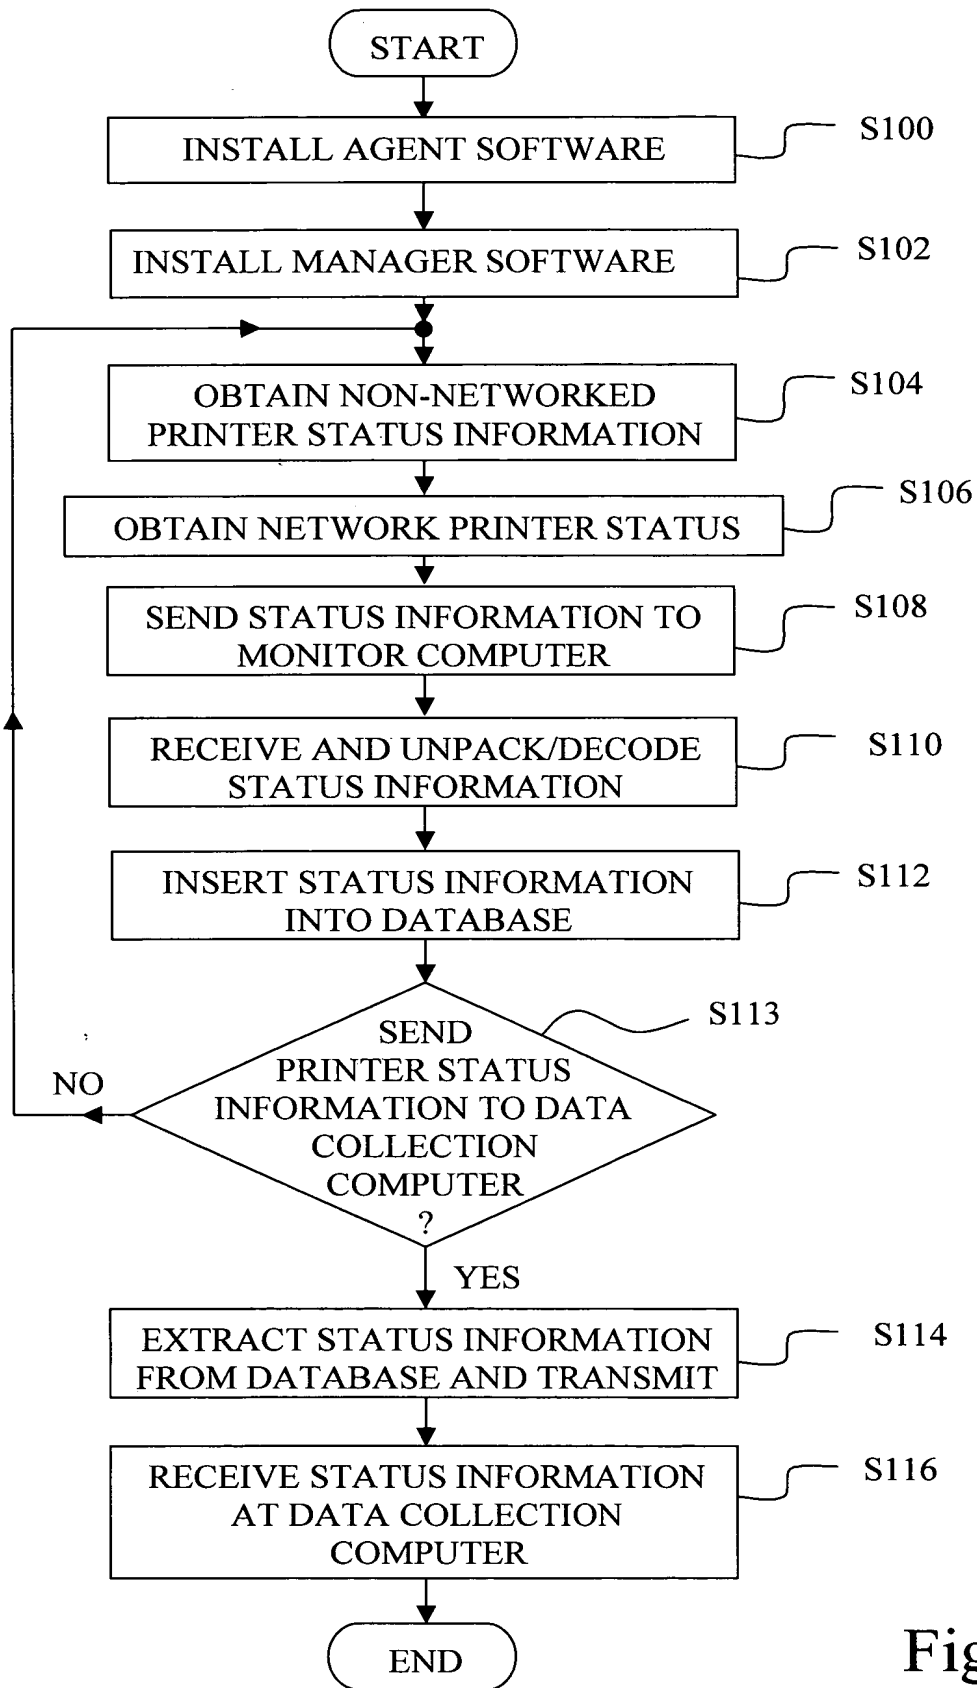 START
INSTALL AGENT SOFTWARE
S100
INSTALL MANAGER SOFTWARE
S102
OBTAIN NON-NETWORKED
PRINTER STATUS INFORMATION
S104
OBTAIN NETWORK PRINTER STATUS
S106
SEND STATUS INFORMATION TO
MONITOR COMPUTER
S108
RECEIVE AND UNPACK/DECODE
STATUS INFORMATION
S110
INSERT STATUS INFORMATION
INTO DATABASE
S112
SEND
PRINTER STATUS
INFORMATION TO DATA
COLLECTION
COMPUTER
?
S113
NO
YES
EXTRACT STATUS INFORMATION
FROM DATABASE AND TRANSMIT
S114
RECEIVE STATUS INFORMATION
AT DATA COLLECTION
COMPUTER
S116
END
Fig